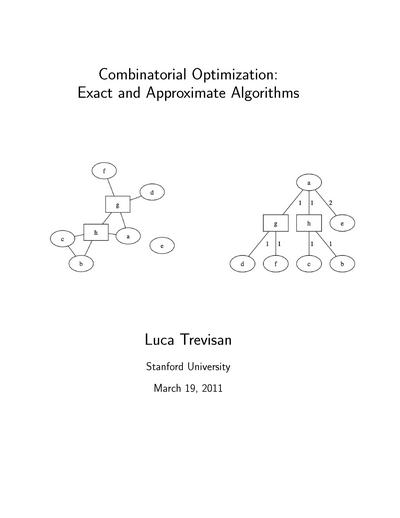 Combinatorial Optimization:
Exact and Approximate Algorithms
f
d
g
c
h
a
e
b
a
1 1 2
g h e
1 1 1 1
d f c b
Luca Trevisan
Stanford University
March 19, 2011